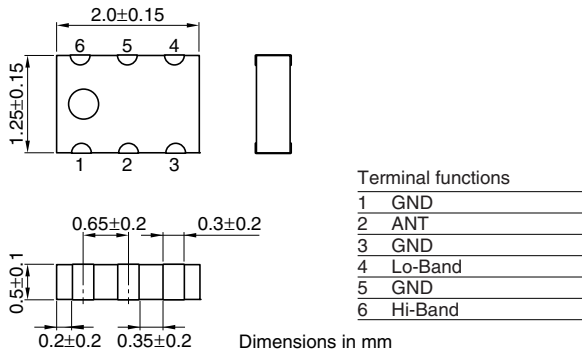 2.0±0.15
6 5 4
1.25±0.15
1 2 3
Terminal functions
1 GND
2 ANT
3 GND
4 Lo-Band
5 GND
6 Hi-Band
0.65±0.2 0.3±0.2
0.5±0.1
0.2±0.2 0.35±0.2 Dimensions in mm